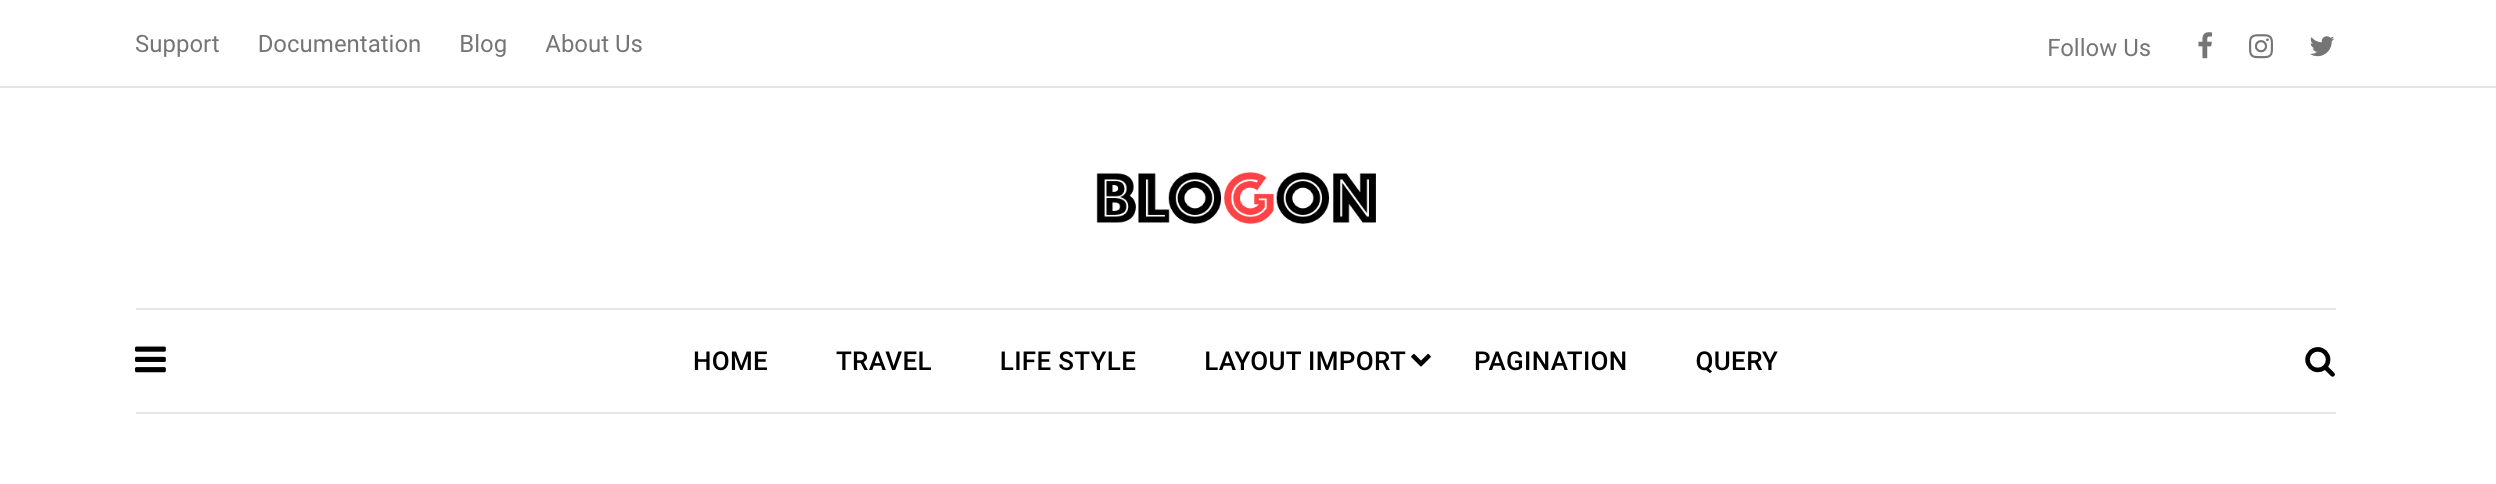 Support Documentation Blog About Us Follow Us
BLOGON
HOME TRAVEL LIFE STYLE LAYOUT IMPORT PAGINATION QUERY